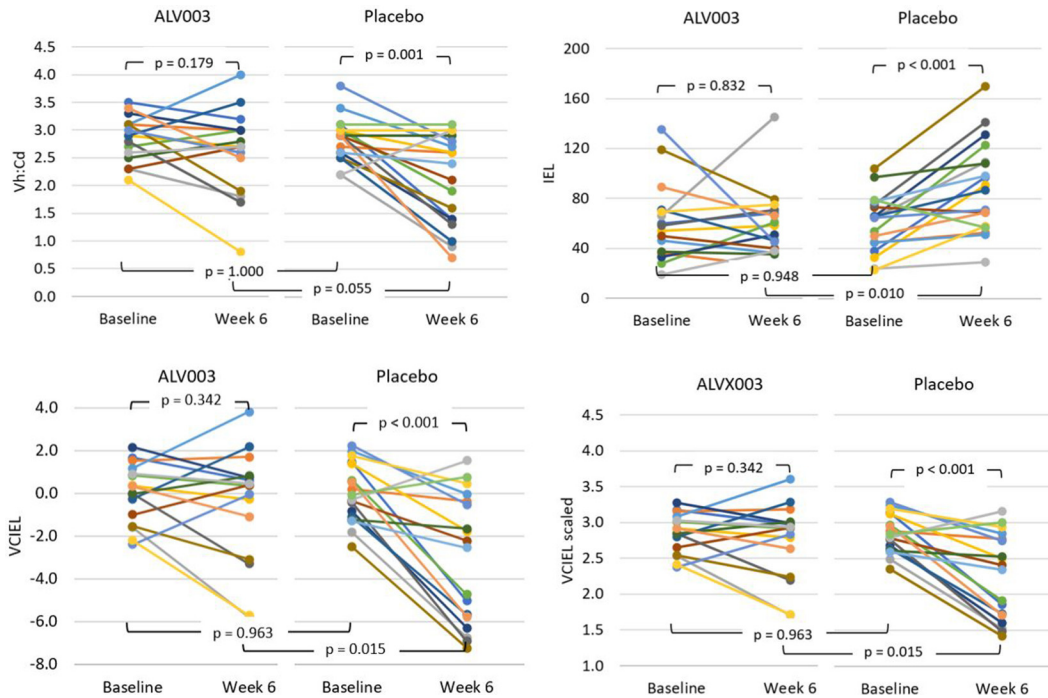 ALV003 Placebo
4.5
4.0
3.5
3.0
2.5
2.0
1.5
1.0
0.5
0.0
Vh:Cd
p = 0.179
p = 0.001
p = 1.000
p = 0.055
Baseline Week 6 Baseline Week 6
ALV003 Placebo
200
160
120
80
40
0
IEL
p = 0.832
p < 0.001
p = 0.948
p = 0.010
Baseline Week 6 Baseline Week 6
ALV003 Placebo
4.0
2.0
0.0
-2.0
-4.0
-6.0
-8.0
VCIEL
p = 0.342
p < 0.001
p = 0.963
p = 0.015
Baseline Week 6 Baseline Week 6
ALVX003 Placebo
4.5
4.0
3.5
3.0
2.5
2.0
1.5
1.0
VCIEL scaled
p = 0.342
p <0.001
p = 0.963
p = 0.015
Baseline Week 6 Baseline Week 6